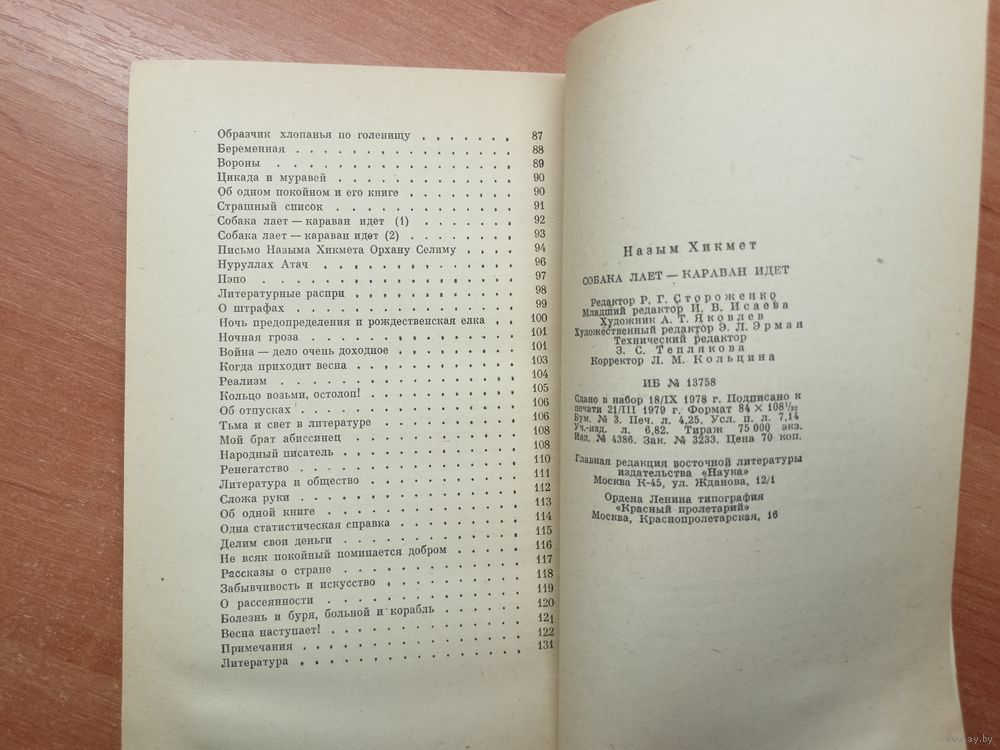 Образчик хлопанья по голенищу . . . . . . . 87
Беременная . . . . . . . 88
Вороны . . . . . . . 89
Цикада и муравей . . . . . . . 90
Об одном покойном и его книге . . . . . . . 90
Страшный список . . . . . . . 91
Собака лает — караван идет (1) . . . . . . . 92
Собака лает — караван идет (2) . . . . . . . 93
Письмо Назыма Хикмета Орхану Селиму . . . . 94
Нуруллах Атач . . . . . . . 96
Пэпо . . . . . . . 97
Литературные распри . . . . . . . 98
О штрафах . . . . . . . 99
Ночь предопределения и рождественская елка . . 100
Ночная гроза . . . . . . . 101
Война — дело очень доходное . . . . . . . 101
Когда приходит весна . . . . . . . 103
Реализм . . . . . . . 104
Кольцо возьми, остолоп! . . . . . . . 105
Об отпусках . . . . . . . 106
Тьма и свет в литературе . . . . . . . 106
Мой брат абиссинец . . . . . . . 108
Народный писатель . . . . . . . 108
Ренегатство . . . . . . . 110
Литература и общество . . . . . . . 111
Сложа руки . . . . . . . 112
Об одной книге . . . . . . . 113
Одна статистическая справка . . . . . . . 114
Делим свои деньги . . . . . . . 115
Не всяк покойный поминается добром . . . . 116
Рассказы о стране . . . . . . . 117
Забывчивость и искусство . . . . . . . 118
О рассеянности . . . . . . . 119
Болезнь и буря, больной и корабль . . . . . 120
Весна наступает! . . . . . . . 121
Примечания . . . . . . . 122
Литература . . . . . . . 131
Назым Хикмет
СОБАКА ЛАЕТ — КАРАВАН ИДЕТ
Редактор Р. Г. Стороженко
Младший редактор И. В. Исаева
Художник А. Т. Яковлев
Художественный редактор Э. Л. Эрман
Технический редактор
З. С. Теплякова
Корректор Л. М. Кольцина
ИБ № 13758
Сдано в набор 18/IX 1978 г. Подписано к
печати 21/III 1979 г. Формат 84 × 108¹/₃₂
Бум. № 3. Печ. л. 4,25. Усл. п. л. 7,14
Уч.-изд. л. 6,82. Тираж 75 000 экз.
Изд. № 4386. Зак. № 3233. Цена 70 коп.
Главная редакция восточной литературы
издательства «Наука»
Москва К-45, ул. Жданова, 12/1
Ордена Ленина типография
«Красный пролетарий»
Москва, Краснопролетарская, 16
www.ay.by